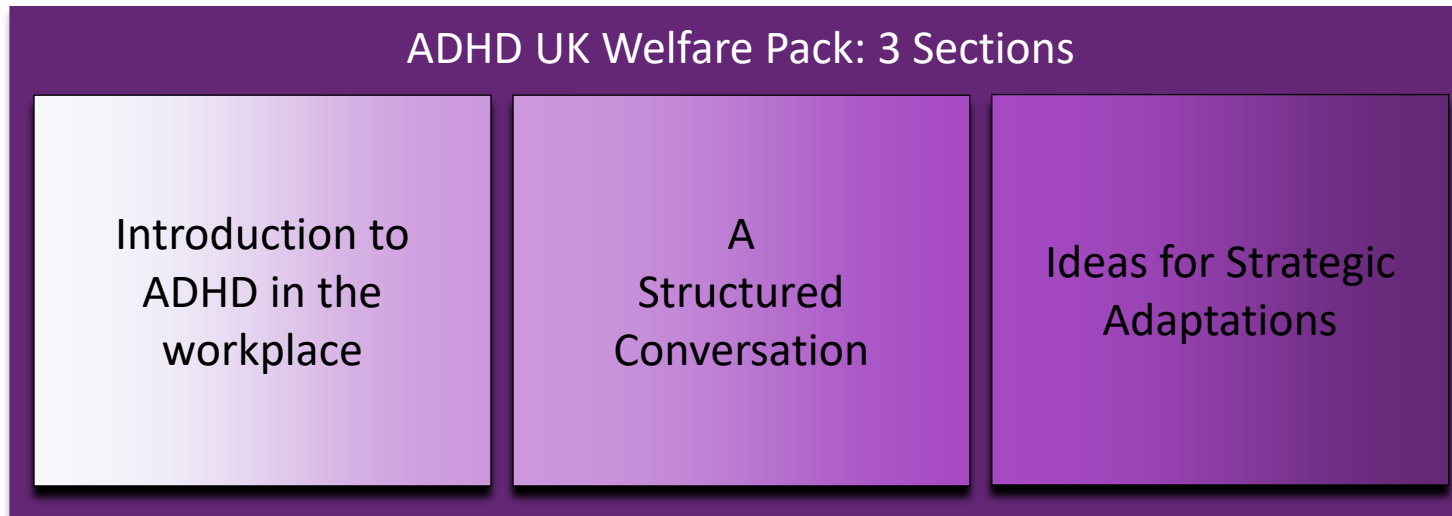 ADHD UK Welfare Pack: 3 Sections
Introduction to
ADHD in the
workplace
A
Structured
Conversation
Ideas for Strategic
Adaptations